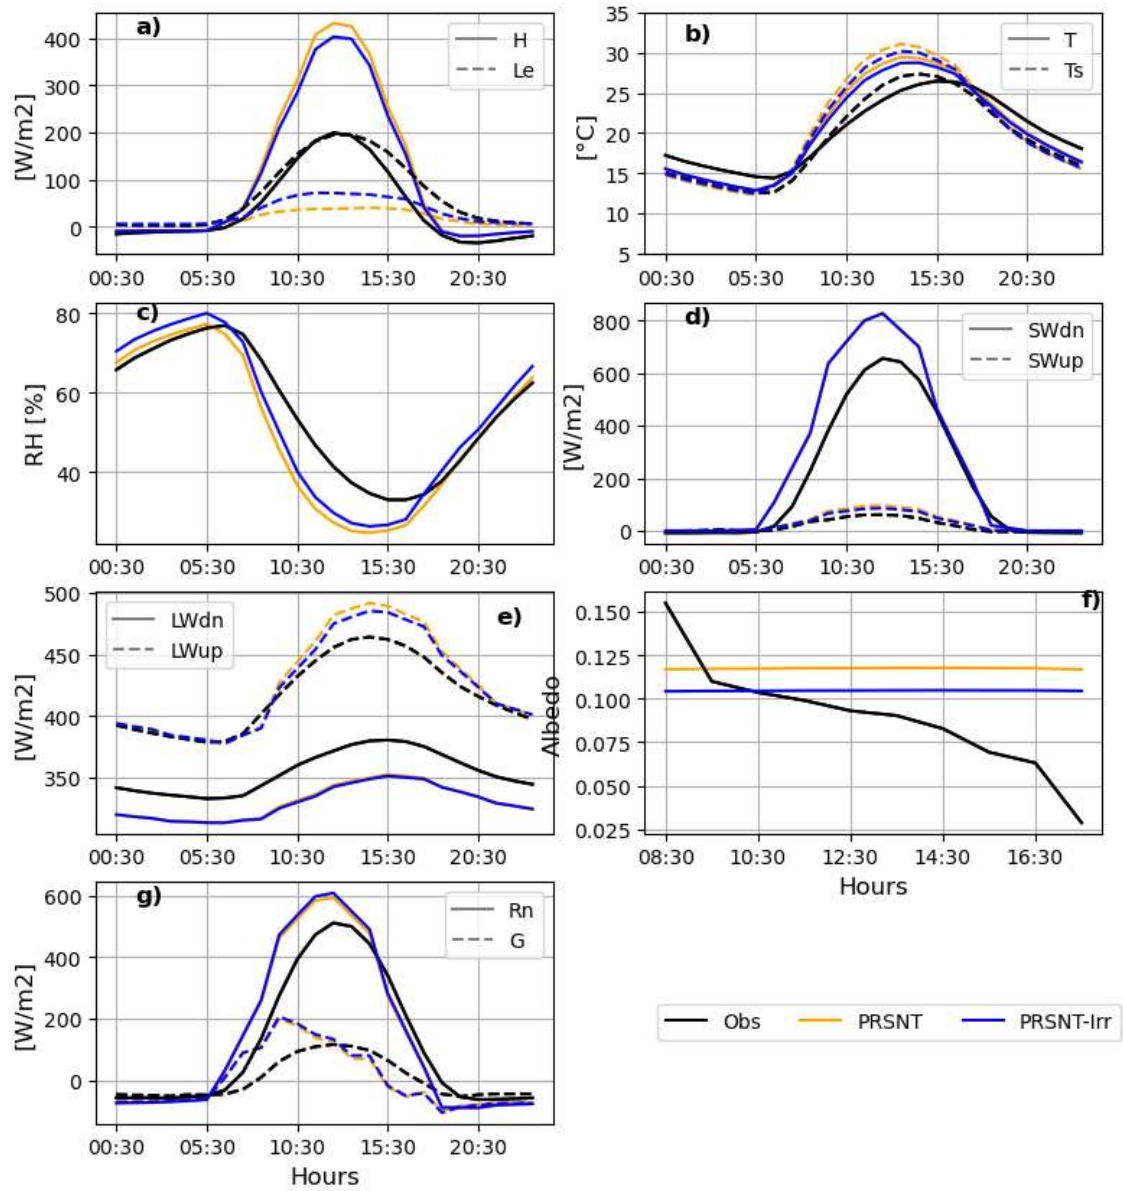 a)
H
Le
[W/m2]
400
300
200
100
0
00:30 05:30 10:30 15:30 20:30
b)
T
Ts
[°C]
35
30
25
20
15
10
5
00:30 05:30 10:30 15:30 20:30
c)
RH [%]
80
60
40
00:30 05:30 10:30 15:30 20:30
d)
SWdn
SWup
[W/m2]
800
600
400
200
0
00:30 05:30 10:30 15:30 20:30
e)
LWdn
LWup
[W/m2]
500
450
400
350
00:30 05:30 10:30 15:30 20:30
f)
Albedo
0.150
0.125
0.100
0.075
0.050
0.025
08:30 10:30 12:30 14:30 16:30
Hours
g)
Rn
G
[W/m2]
600
400
200
0
00:30 05:30 10:30 15:30 20:30
Hours
Obs PRSNT PRSNT-Irr